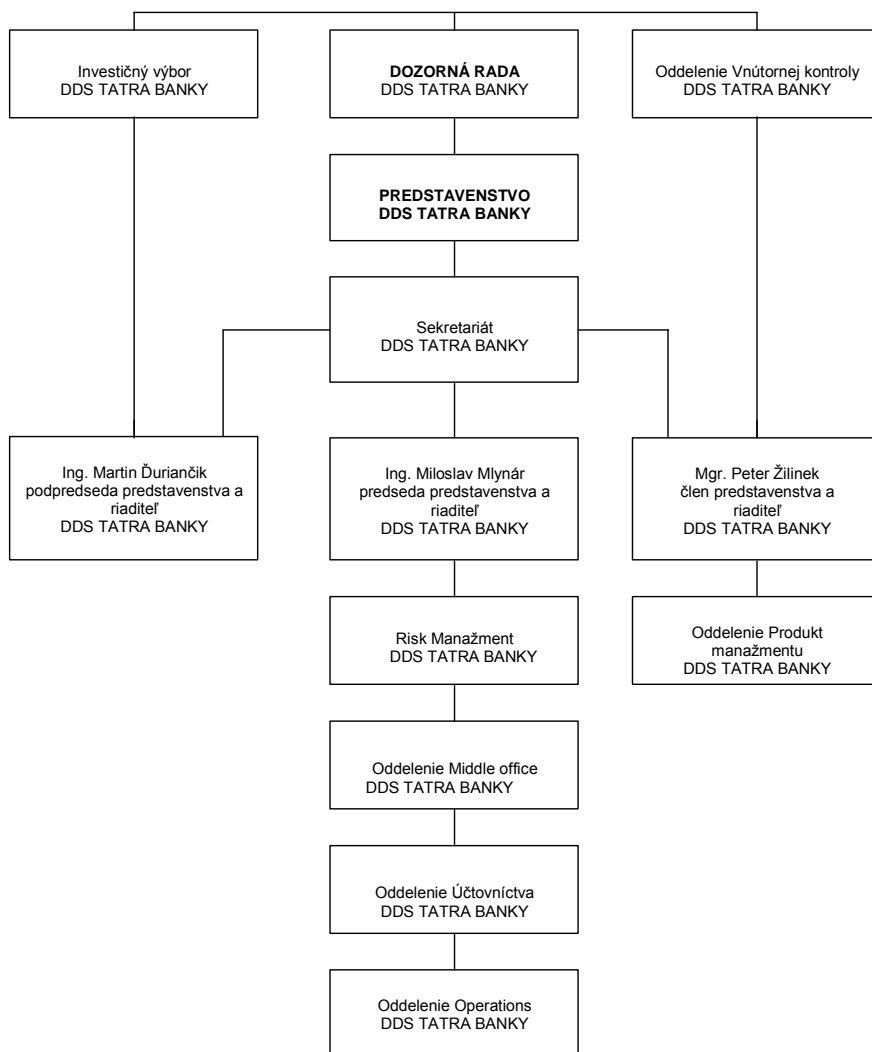 Investičný výbor
DDS TATRA BANKY
DOZORNÁ RADA
DDS TATRA BANKY
Oddelenie Vnútornej kontroly
DDS TATRA BANKY
PREDSTAVENSTVO
DDS TATRA BANKY
Sekretariát
DDS TATRA BANKY
Ing. Martin Ďuriančik
podpredseda predstavenstva a
riaditeľ
DDS TATRA BANKY
Ing. Miloslav Mlynár
predseda predstavenstva a
riaditeľ
DDS TATRA BANKY
Mgr. Peter Žilinek
člen predstavenstva a
riaditeľ
DDS TATRA BANKY
Risk Manažment
DDS TATRA BANKY
Oddelenie Produkt
manažmentu
DDS TATRA BANKY
Oddelenie Middle office
DDS TATRA BANKY
Oddelenie Účtovníctva
DDS TATRA BANKY
Oddelenie Operations
DDS TATRA BANKY